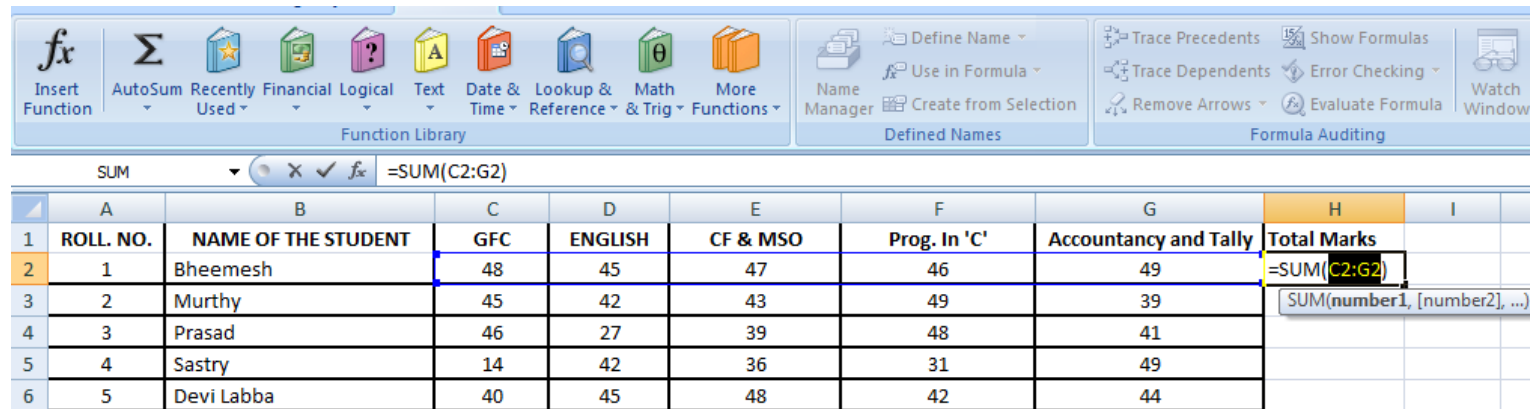 fx Σ ? A θ Define Name Trace Precedents Show Formulas
Use in Formula Trace Dependents Error Checking
Insert AutoSum Recently Financial Logical Text Date & Lookup & Math More Name Create from Selection Remove Arrows Evaluate Formula Watch
Function Used Time Reference & Trig Functions Manager Window
Function Library Defined Names Formula Auditing
SUM fx =SUM(C2:G2)
A B C D E F G H I
1 ROLL. NO. NAME OF THE STUDENT GFC ENGLISH CF & MSO Prog. In 'C' Accountancy and Tally Total Marks
2 1 Bheemesh 48 45 47 46 49 =SUM(C2:G2)
3 2 Murthy 45 42 43 49 39 SUM(number1, [number2], ...)
4 3 Prasad 46 27 39 48 41
5 4 Sastry 14 42 36 31 49
6 5 Devi Labba 40 45 48 42 44